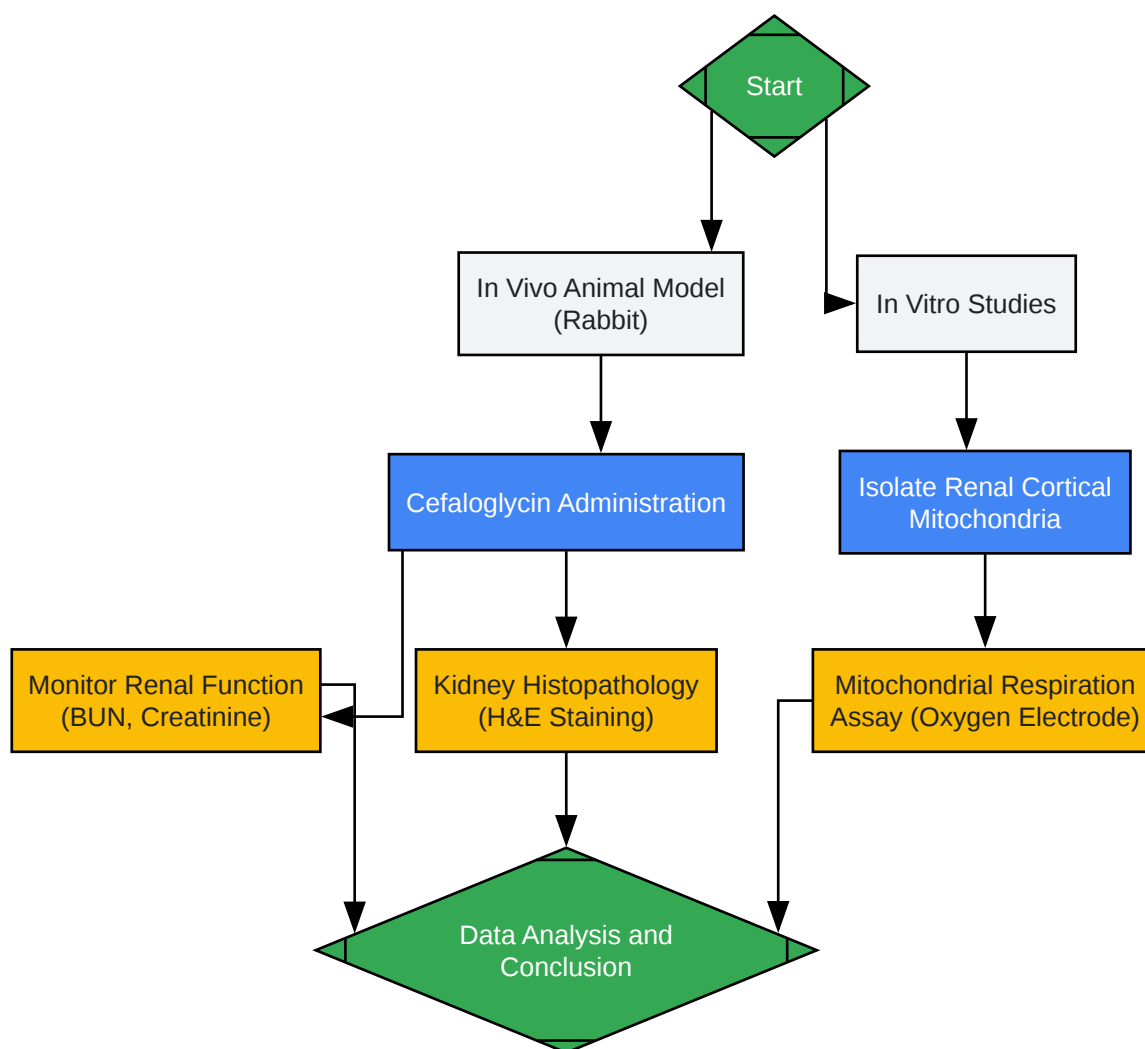 Start
In Vivo Animal Model
(Rabbit)
In Vitro Studies
Cefaloglycin Administration
Isolate Renal Cortical
Mitochondria
Monitor Renal Function
(BUN, Creatinine)
Kidney Histopathology
(H&E Staining)
Mitochondrial Respiration
Assay (Oxygen Electrode)
Data Analysis and
Conclusion